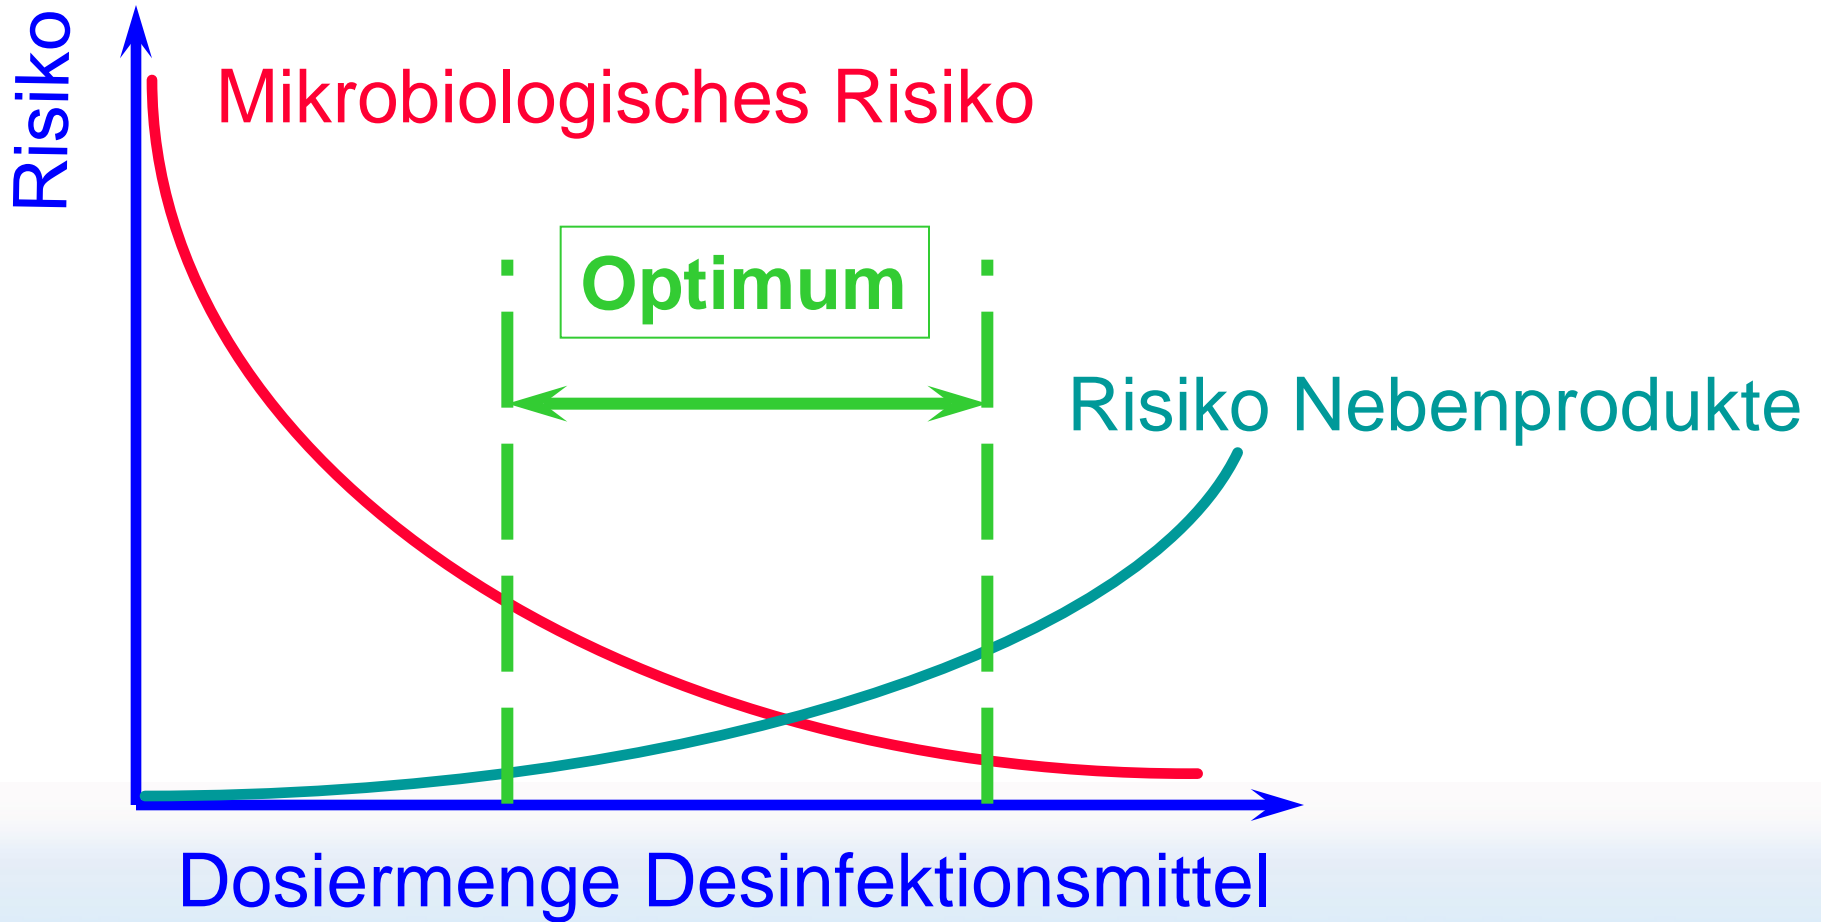 Risiko
Mikrobiologisches Risiko
Optimum
Risiko Nebenprodukte
Dosiermenge Desinfektionsmittel